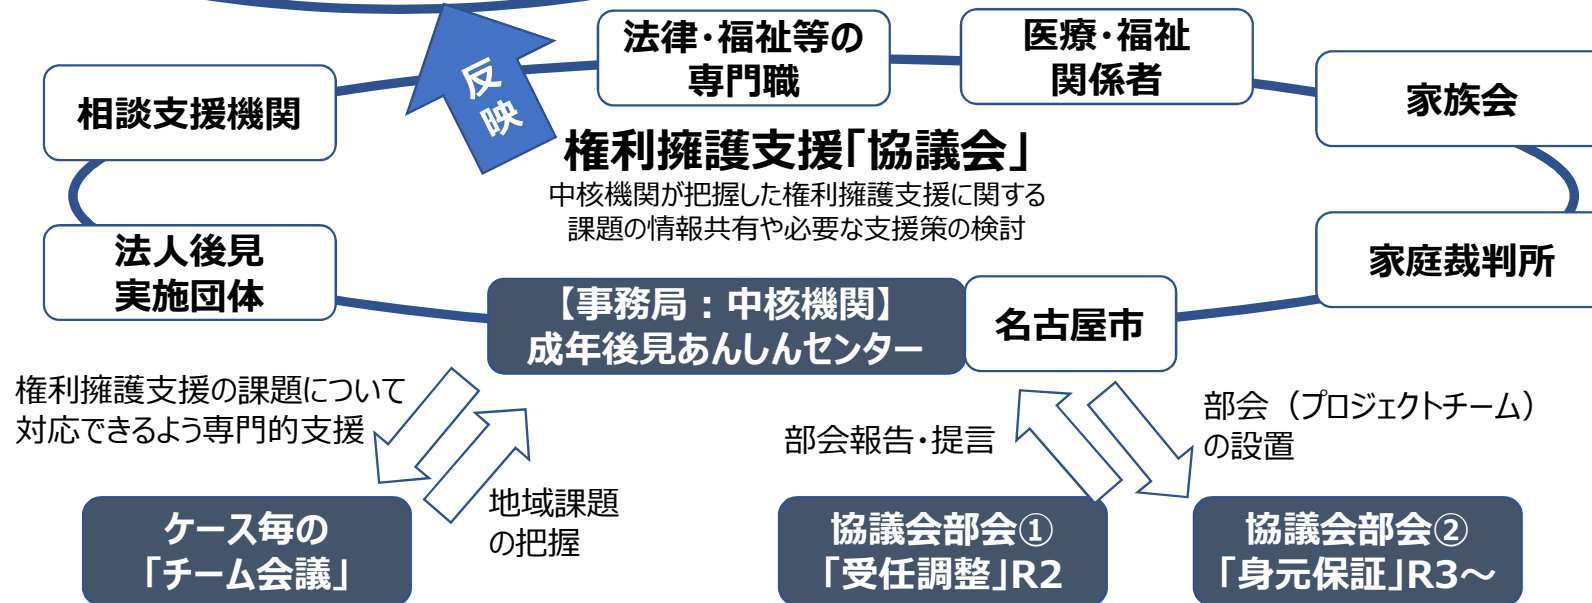 法律・福祉等の
専門職
医療・福祉
関係者
反
映
相談支援機関
家族会
権利擁護支援「協議会」
中核機関が把握した権利擁護支援に関する
課題の情報共有や必要な支援策の検討
法人後見
実施団体
家庭裁判所
【事務局：中核機関】
成年後見あんしんセンター
名古屋市
権利擁護支援の課題について
対応できるよう専門的支援
部会報告・提言
部会（プロジェクトチーム）
の設置
地域課題
の把握
ケース毎の
「チーム会議」
協議会部会①
「受任調整」R2
協議会部会②
「身元保証」R3～